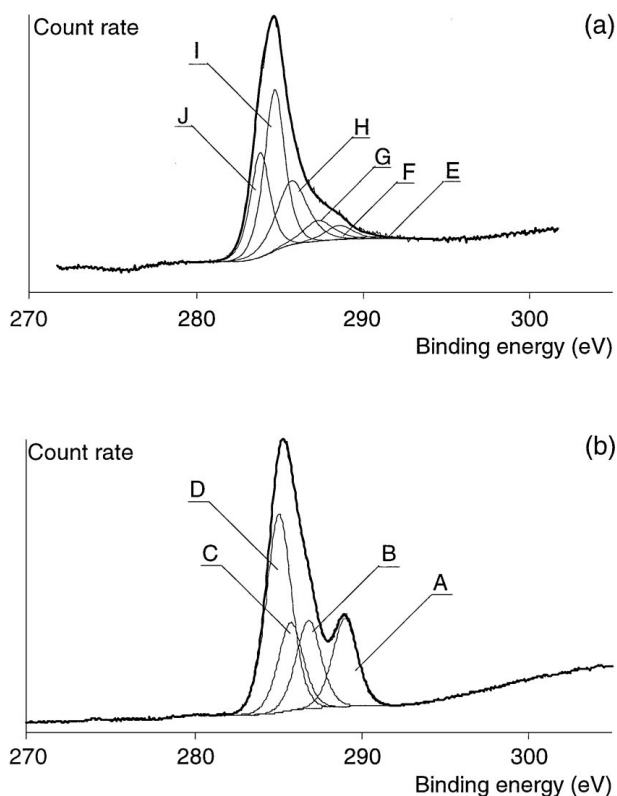 Count rate
(a)
I
J
H
G
F
E
270
280
290
300
Binding energy (eV)
Count rate
(b)
D
C
B
A
270
280
290
300
Binding energy (eV)